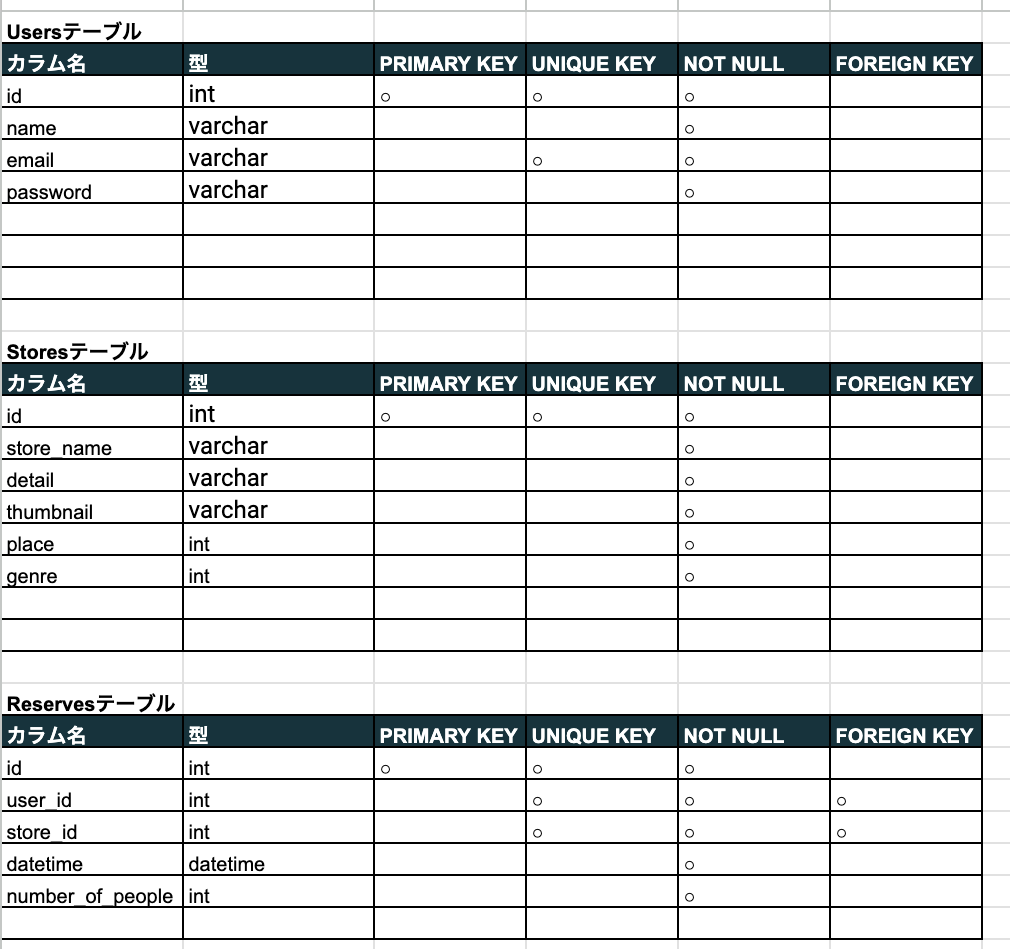 Usersテーブル
カラム名 型 PRIMARY KEY UNIQUE KEY NOT NULL FOREIGN KEY
id int ○ ○ ○
name varchar ○
email varchar ○ ○
password varchar ○
Storesテーブル
カラム名 型 PRIMARY KEY UNIQUE KEY NOT NULL FOREIGN KEY
id int ○ ○ ○
store_name varchar ○
detail varchar ○
thumbnail varchar ○
place int ○
genre int ○
Reservesテーブル
カラム名 型 PRIMARY KEY UNIQUE KEY NOT NULL FOREIGN KEY
id int ○ ○ ○
user_id int ○ ○ ○
store_id int ○ ○ ○
datetime datetime ○
number_of_people int ○